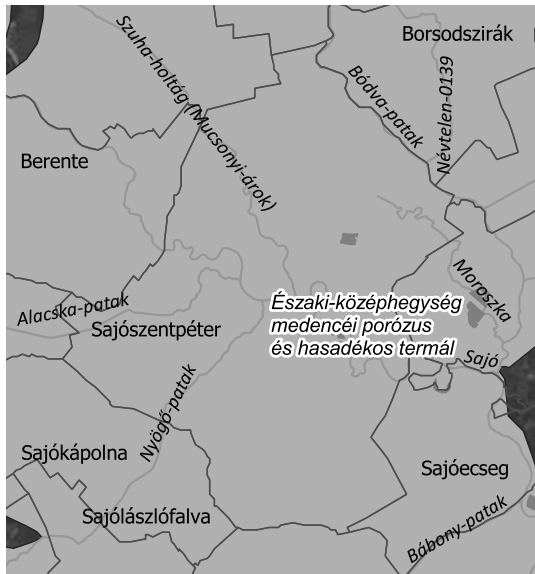 Borsodszirák
Szuha-holtág (Mucsonyi-árok)
Bódva-patak
Névtelen-0139
Berente
Moroszka
Alacska-patak
Sajószentpéter
Északi-középhegység
medencéi porózus
és hasadékos termál
Sajó
Nyögő-patak
Sajókápolna
Sajóecseg
Sajólászlófalva
Bábony-patak